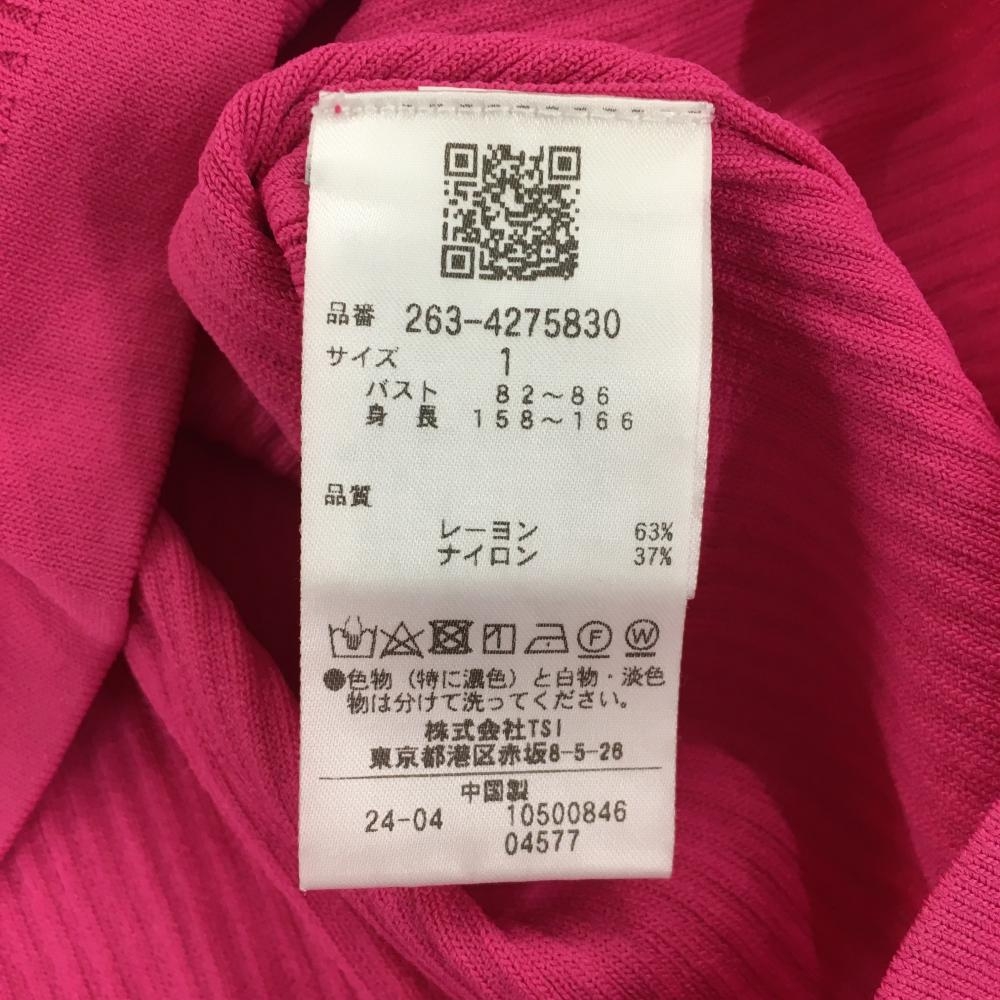 品番 263-4275830
サイズ 1
バスト 82～86
身長 158～166
品質
レーヨン 63%
ナイロン 37%
F W
●色物（特に濃色）と白物・淡色
物は分けて洗ってください。
株式会社TSI
東京都港区赤坂8-5-26
中国製
24-04 10500846
04577